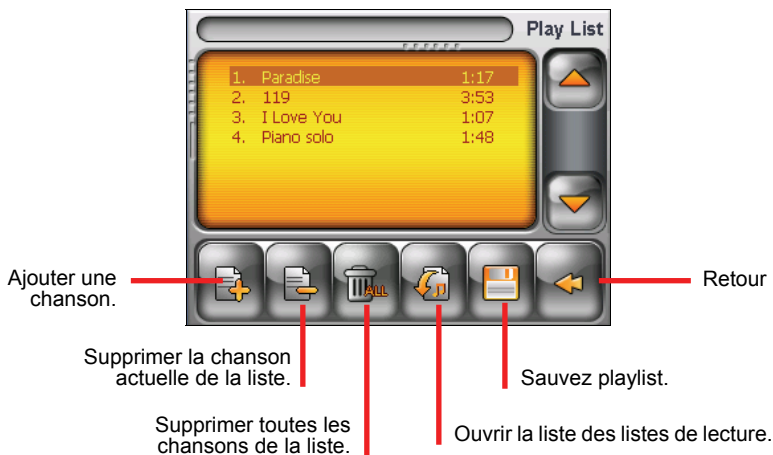 Play List
1. Paradise 1:17
2. 119 3:53
3. I Love You 1:07
4. Piano solo 1:48
ALL
Ajouter une
chanson.
Retour
Supprimer la chanson
actuelle de la liste.
Sauvez playlist.
Supprimer toutes les
chansons de la liste.
Ouvrir la liste des listes de lecture.